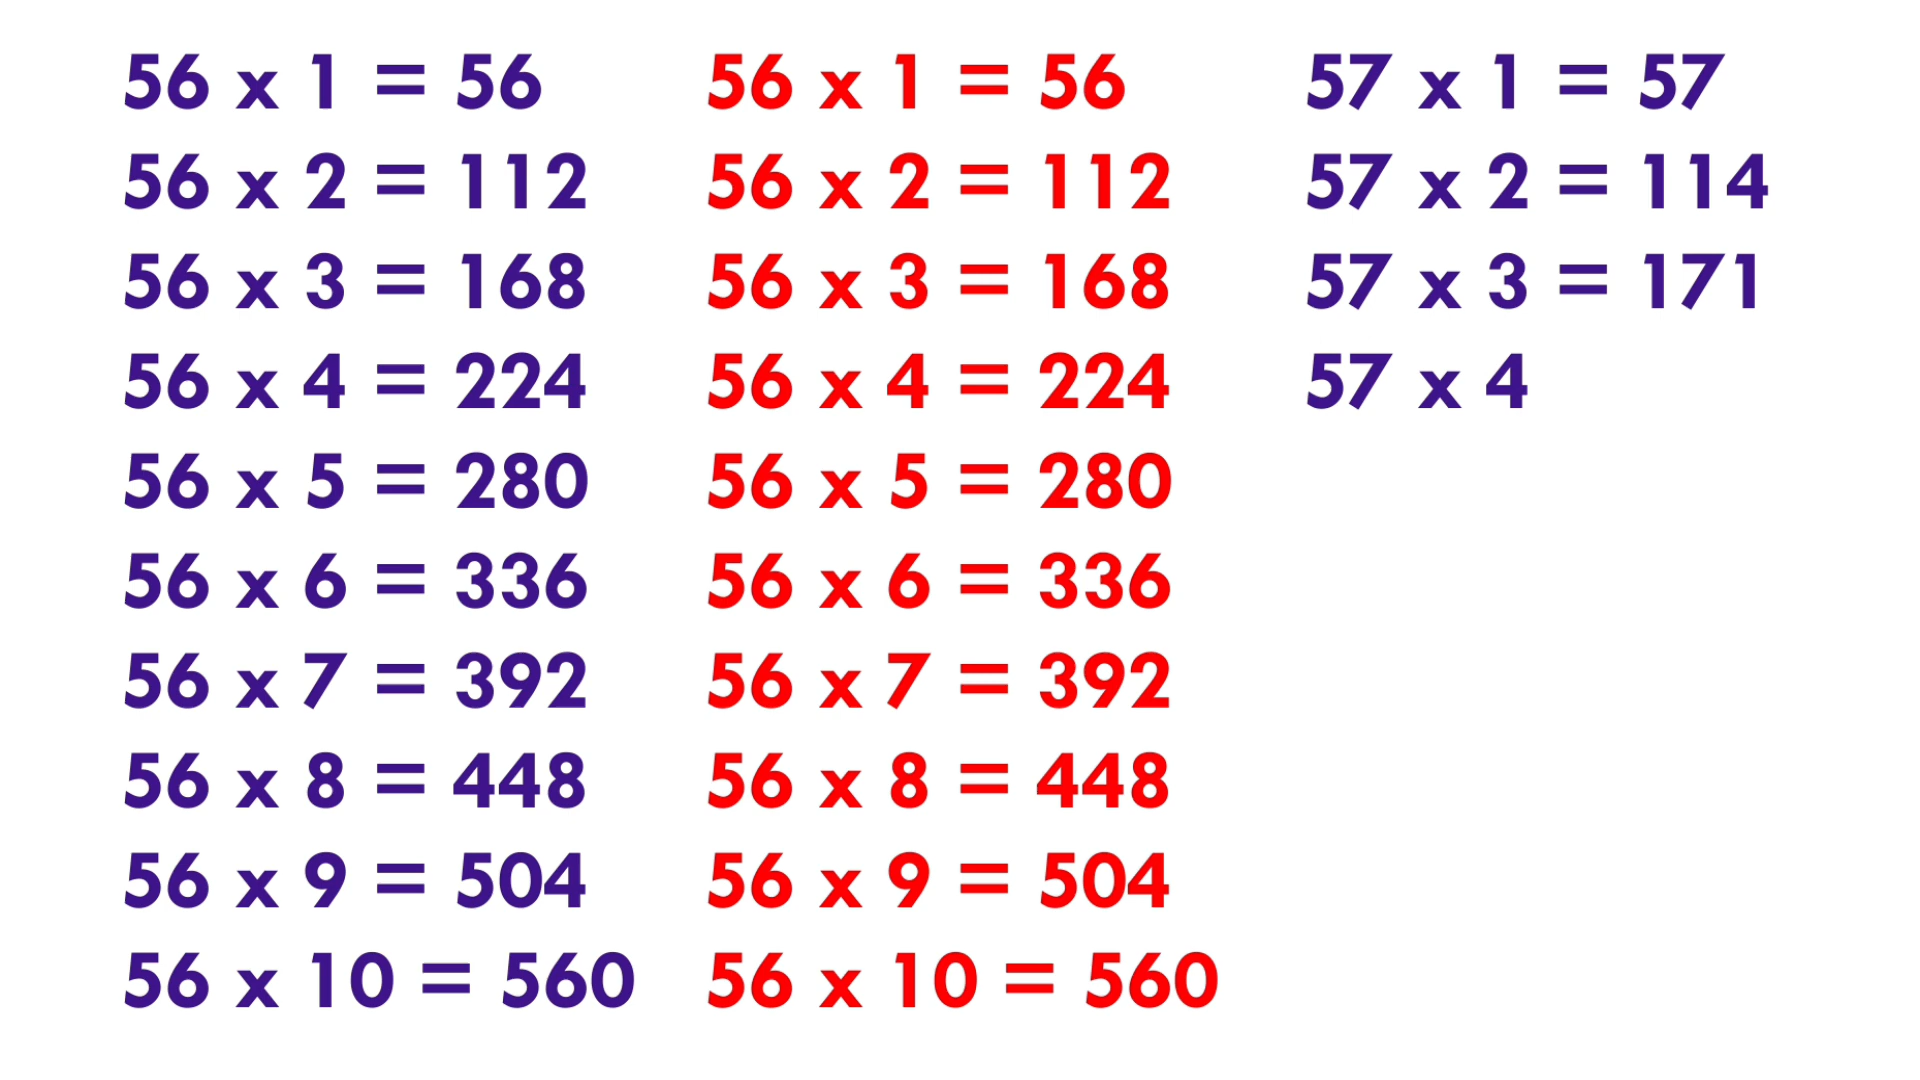 56 x 1 = 56
56 x 2 = 112
56 x 3 = 168
56 x 4 = 224
56 x 5 = 280
56 x 6 = 336
56 x 7 = 392
56 x 8 = 448
56 x 9 = 504
56 x 10 = 560
56 x 1 = 56
56 x 2 = 112
56 x 3 = 168
56 x 4 = 224
56 x 5 = 280
56 x 6 = 336
56 x 7 = 392
56 x 8 = 448
56 x 9 = 504
56 x 10 = 560
57 x 1 = 57
57 x 2 = 114
57 x 3 = 171
57 x 4